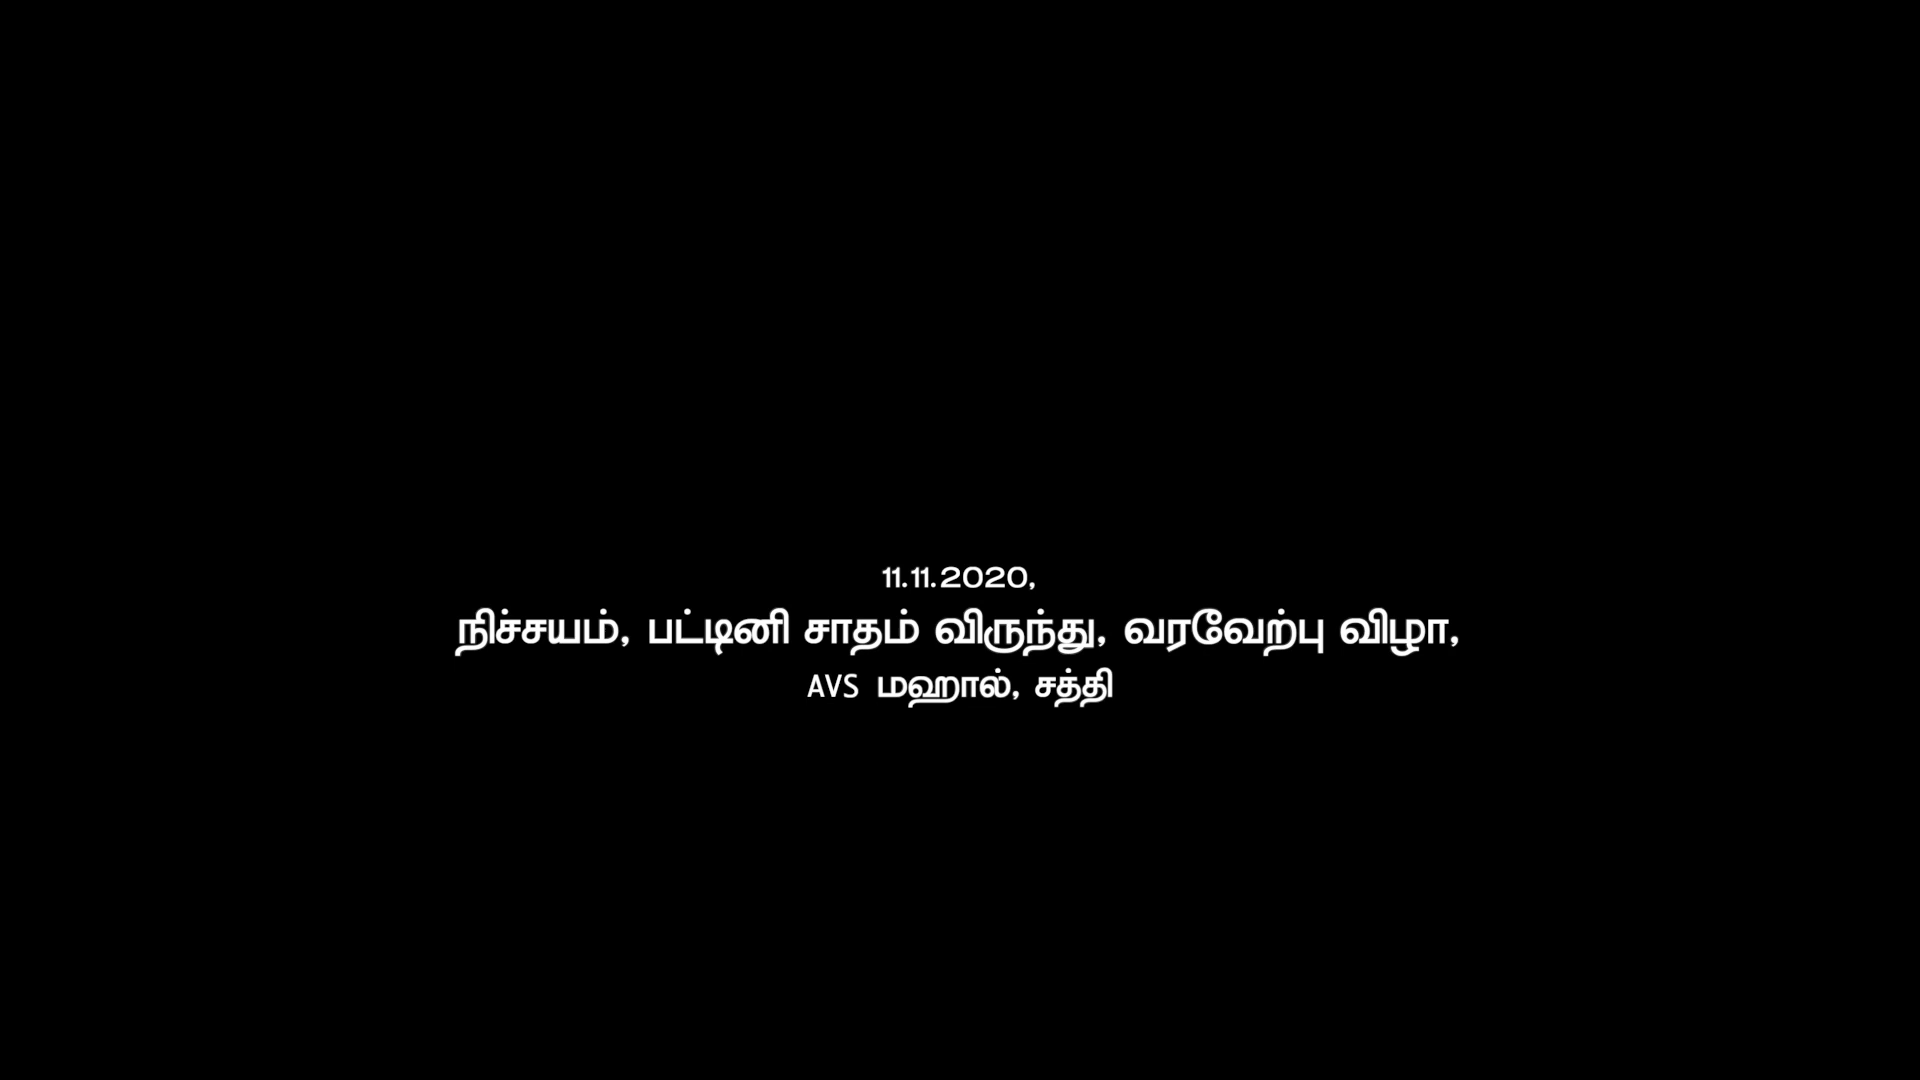 11.11.2020,
நிச்சயம், பட்டினி சாதம் விருந்து, வரவேற்பு விழா,
AVS மஹால், சத்தி